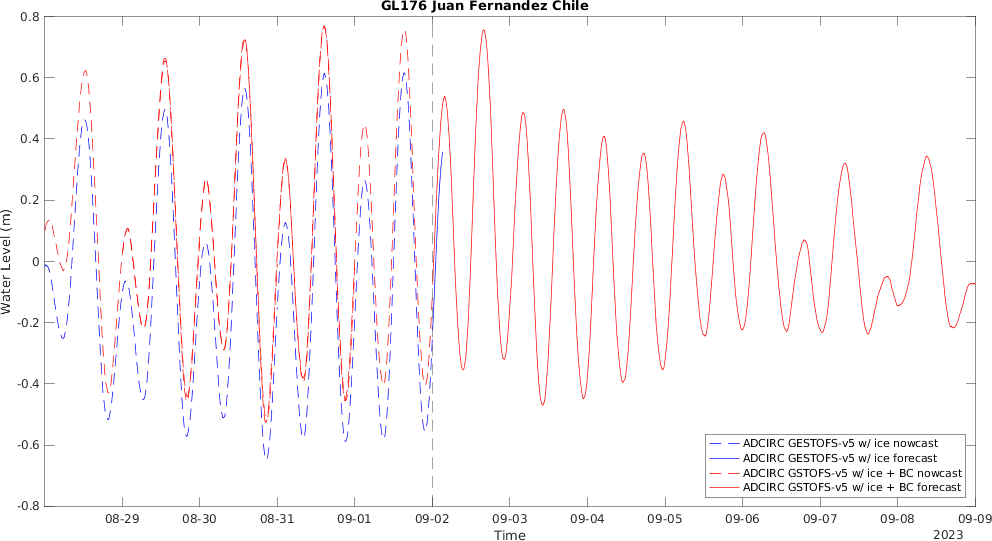 GL176 Juan Fernandez Chile
0.8
0.6
0.4
0.2
0
-0.2
-0.4
-0.6
-0.8
Water Level (m)
ADCIRC GESTOFS-v5 w/ ice nowcast
ADCIRC GESTOFS-v5 w/ ice forecast
ADCIRC GSTOFS-v5 w/ ice + BC nowcast
ADCIRC GSTOFS-v5 w/ ice + BC forecast
08-29 08-30 08-31 09-01 09-02 09-03 09-04 09-05 09-06 09-07 09-08 09-09
Time
2023